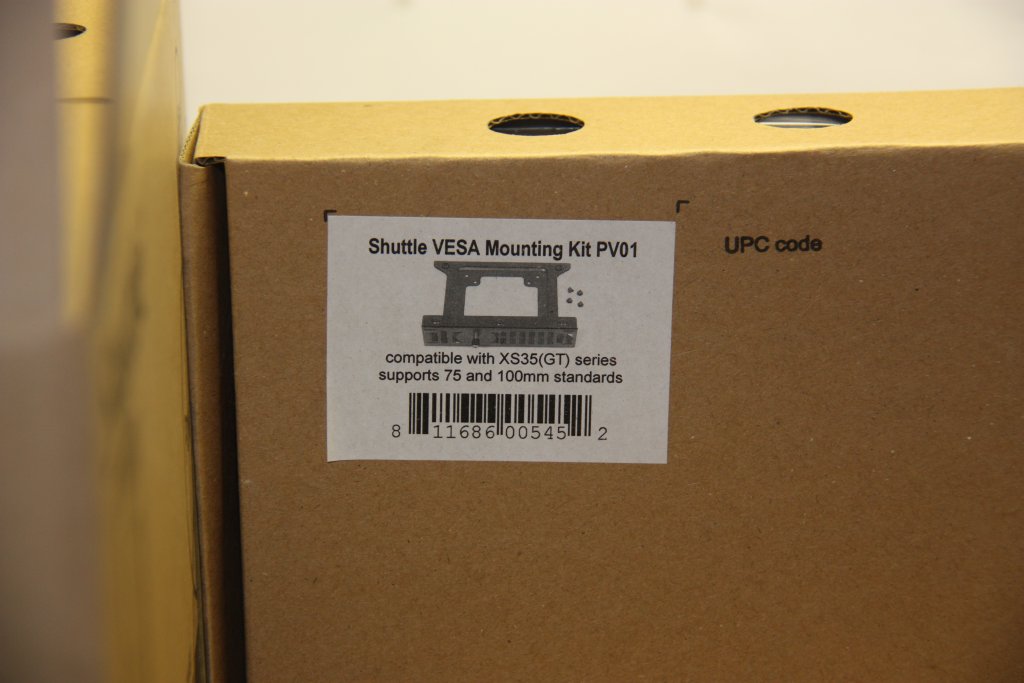 Shuttle VESA Mounting Kit PV01
UPC code
compatible with XS35(GT) series
supports 75 and 100mm standards
8 11686 00545 2